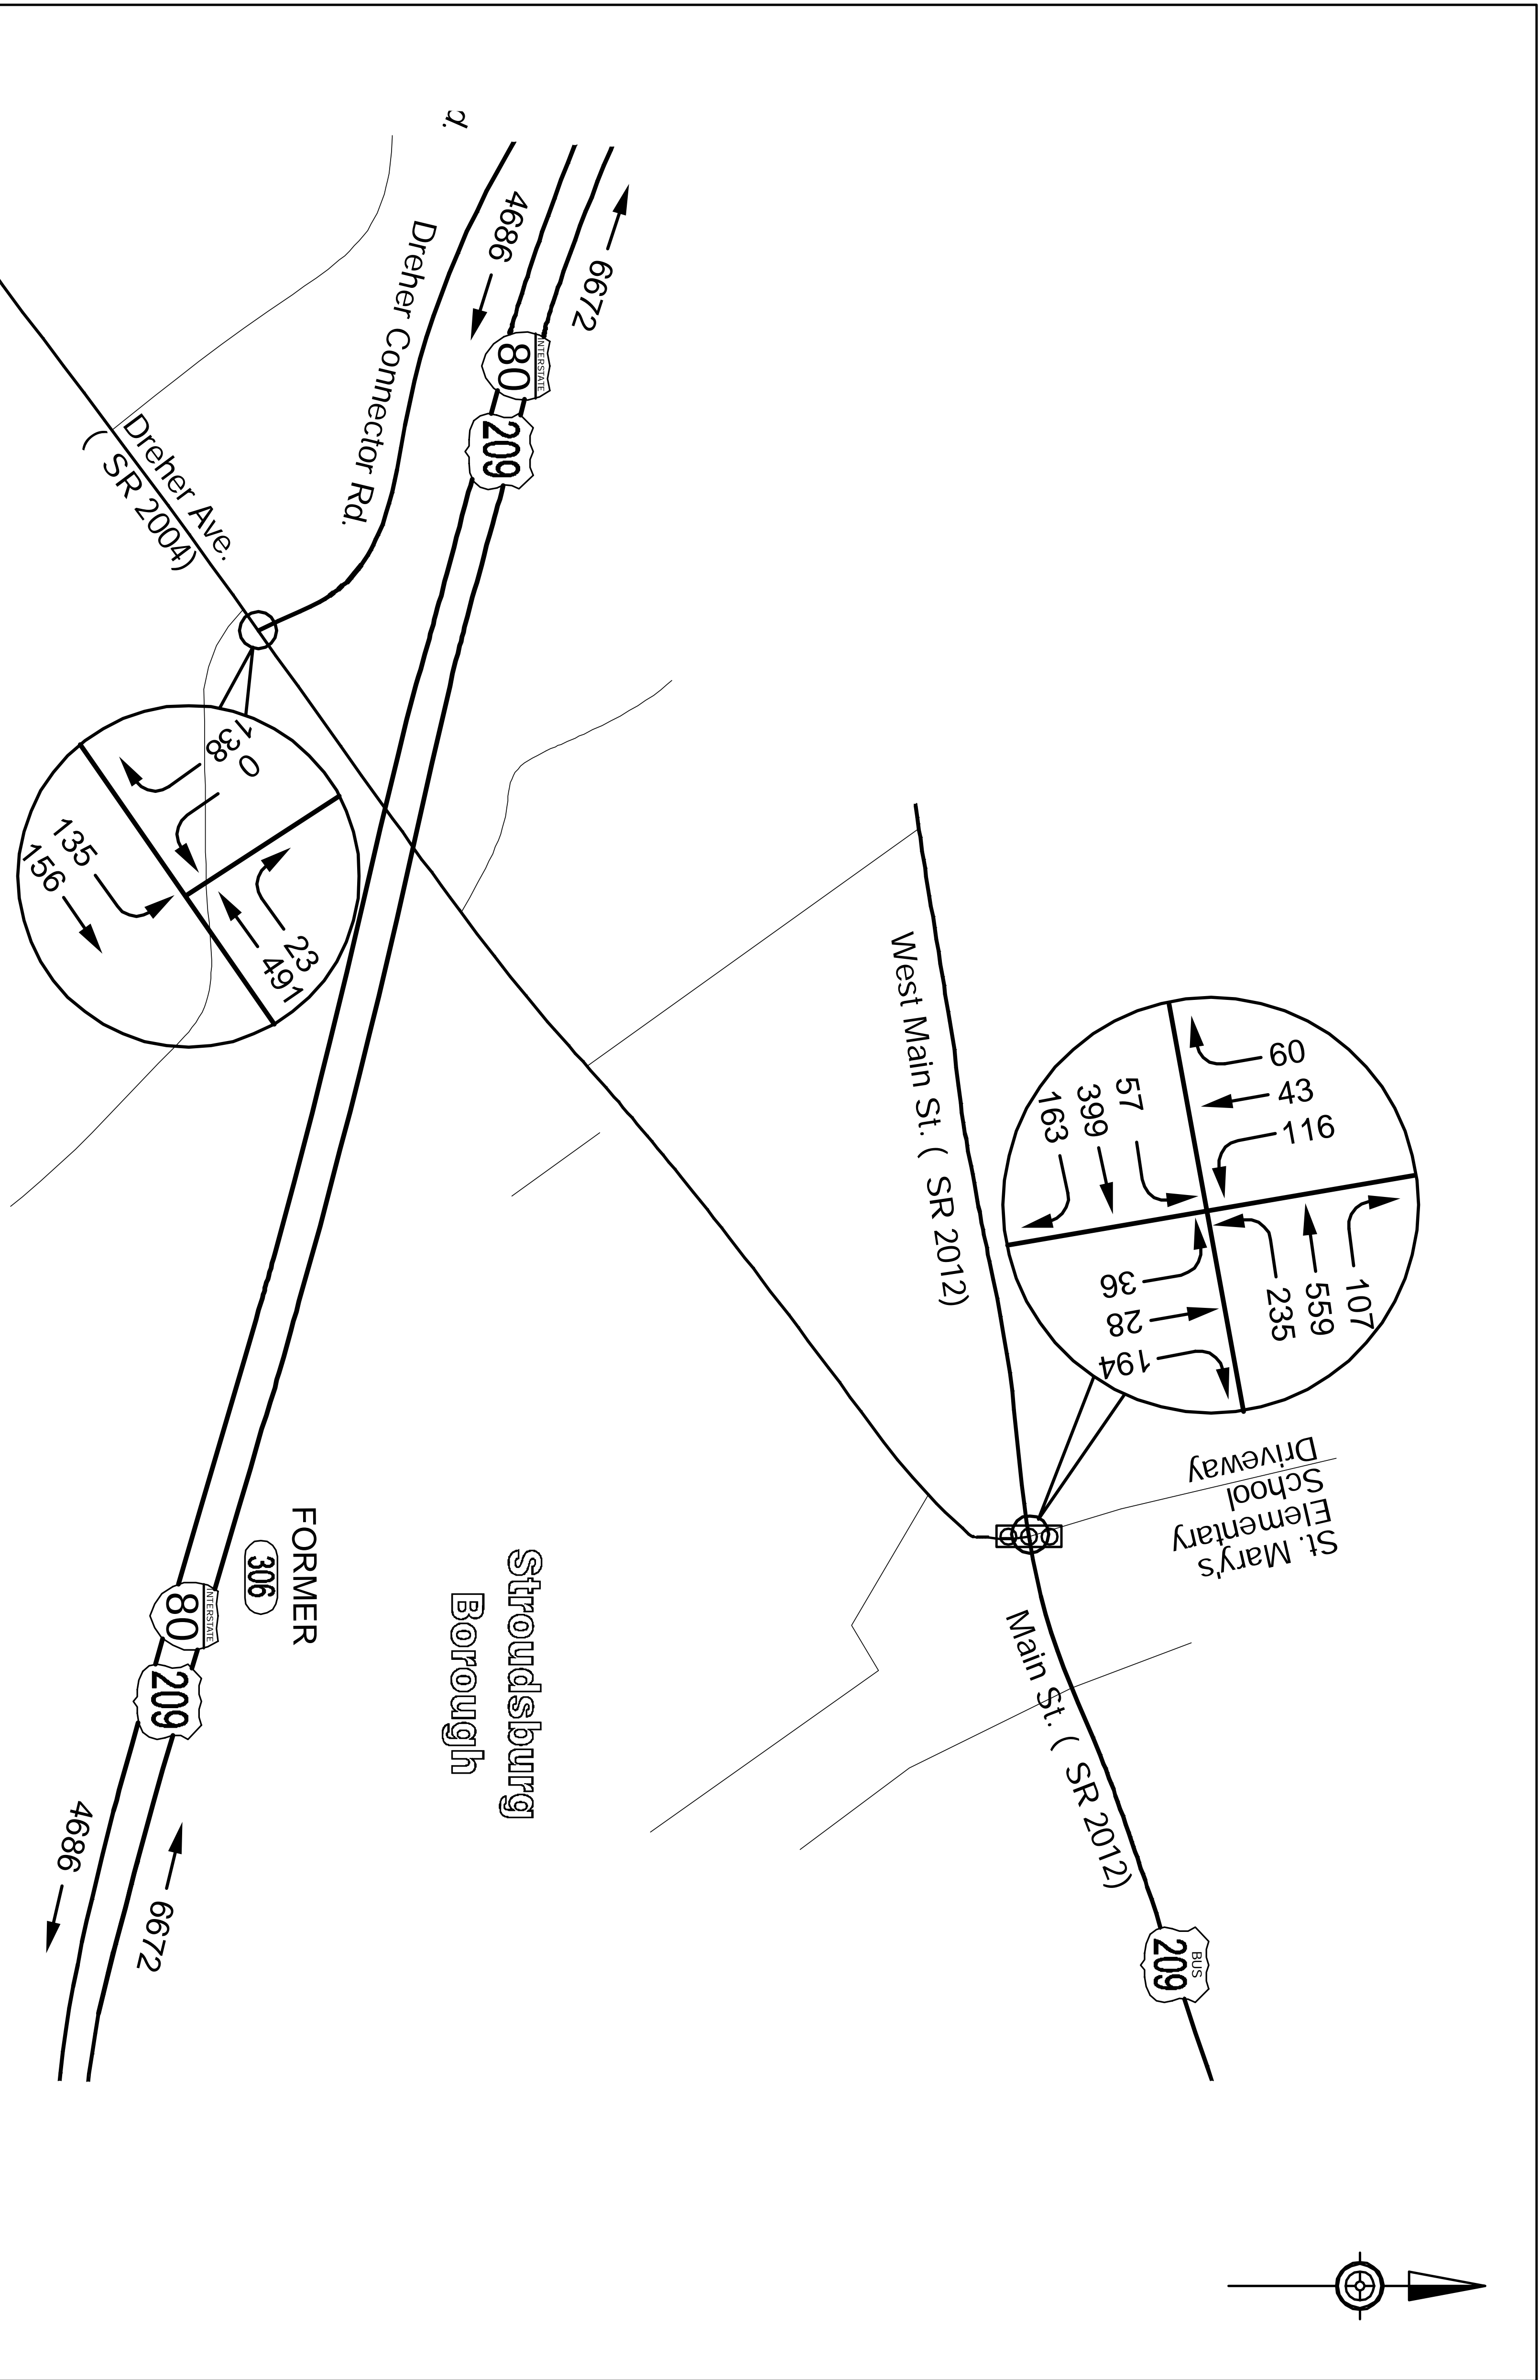 d.
4686
6672
Dreher Connector Rd.
INTERSTATE
80
209
Dreher Ave.
( SR 2004)
738
0
135
156
23
491
West Main St. ( SR 2012)
60
43
116
57
399
163
36
28
194
107
559
235
St. Mary's
Elementary
School
Driveway
FORMER
306
Stroudsburg
Borough
INTERSTATE
80
209
Main St. ( SR 2012)
4686
6672
BUS
209